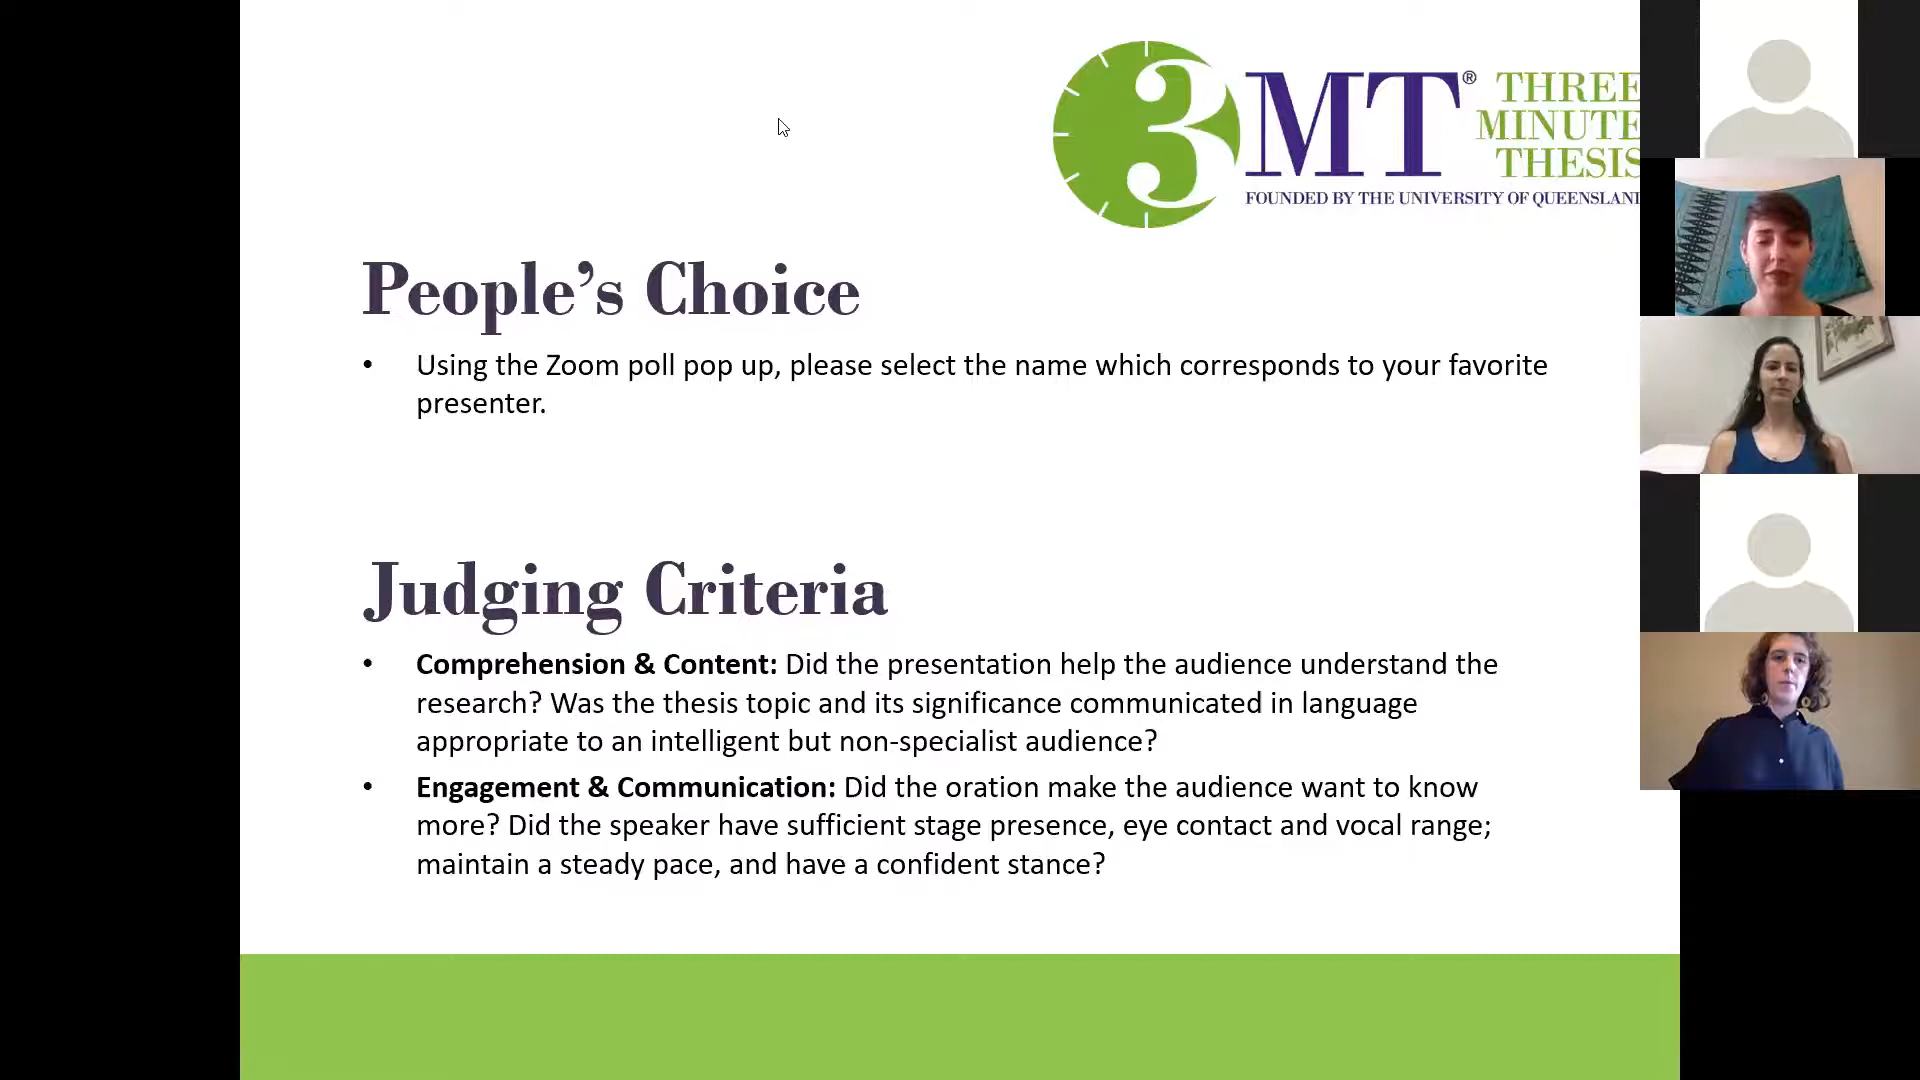 3MT® THREE
MINUTE
THESIS
FOUNDED BY THE UNIVERSITY OF QUEENSLAND
People’s Choice
• Using the Zoom poll pop up, please select the name which corresponds to your favorite
presenter.
Judging Criteria
• Comprehension & Content: Did the presentation help the audience understand the
research? Was the thesis topic and its significance communicated in language
appropriate to an intelligent but non-specialist audience?
• Engagement & Communication: Did the oration make the audience want to know
more? Did the speaker have sufficient stage presence, eye contact and vocal range;
maintain a steady pace, and have a confident stance?